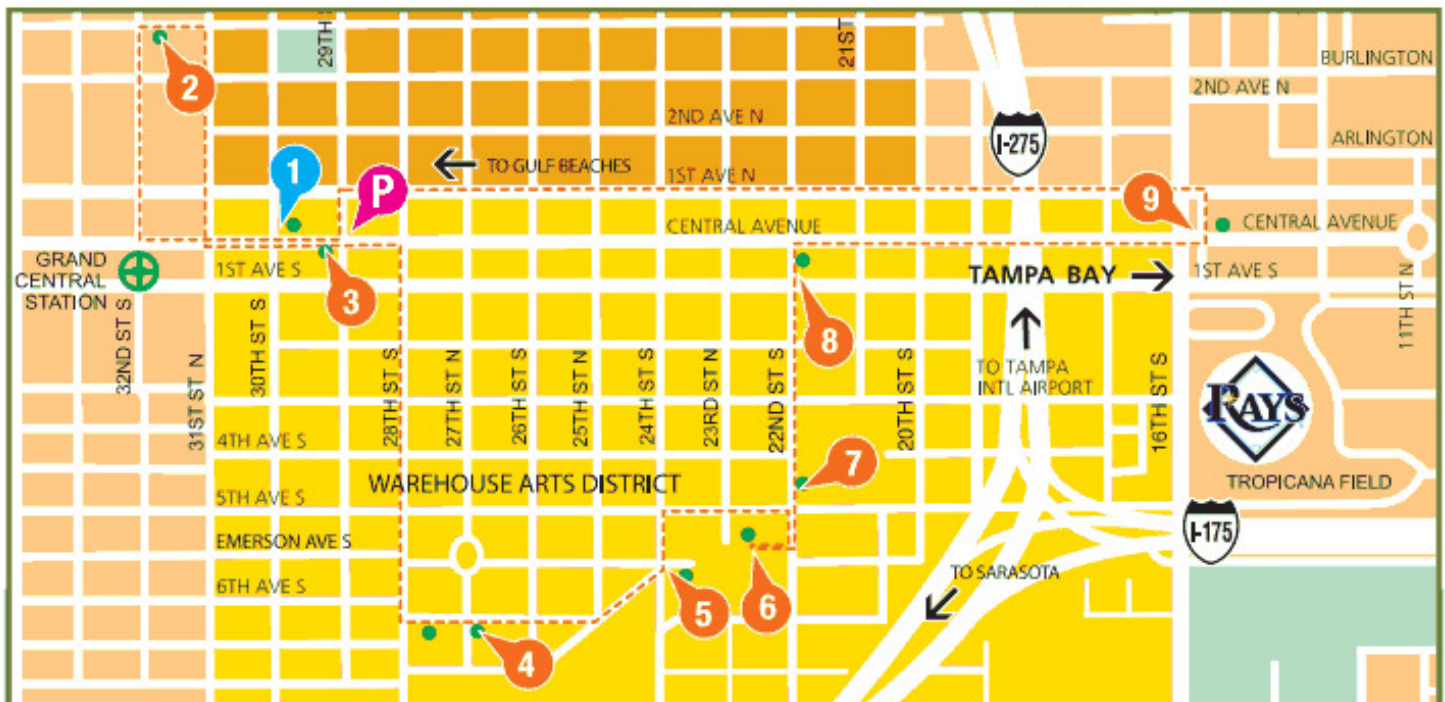 29TH S
21ST
BURLINGTON
2
2ND AVE N
2ND AVE N
I-275
ARLINGTON
1
TO GULF BEACHES
1ST AVE N
P
9
CENTRAL AVENUE
CENTRAL AVENUE
GRAND
CENTRAL
STATION
1ST AVE S
3
TAMPA BAY
1ST AVE S
11TH ST N
8
32ND ST S
31ST ST N
30TH ST S
28TH ST S
27TH ST N
26TH ST S
25TH ST N
24TH ST S
23RD ST N
22ND ST S
20TH ST S
16TH ST S
TO TAMPA
INTL AIRPORT
RAYS
4TH AVE S
7
WAREHOUSE ARTS DISTRICT
TROPICANA FIELD
5TH AVE S
I-175
EMERSON AVE S
TO SARASOTA
6TH AVE S
5
6
4